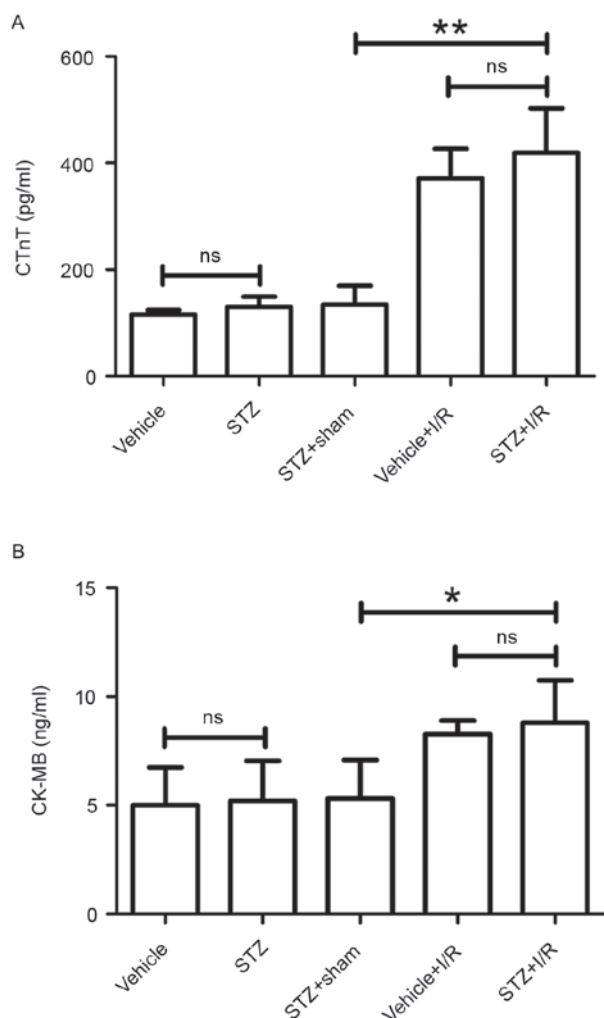 A
**
ns
ns
600
400
200
0
CTnT (pg/ml)
Vehicle
STZ
STZ+sham
Vehicle+I/R
STZ+I/R
B
*
ns
ns
15
10
5
0
CK-MB (ng/ml)
Vehicle
STZ
STZ+sham
Vehicle+I/R
STZ+I/R